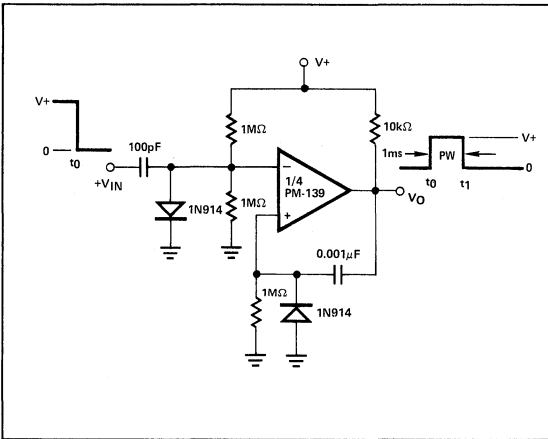 V+
V+
0
t0
100pF
+VIN
1N914
1MΩ
1MΩ
1/4
PM-139
−
+
10kΩ
1ms
PW
V+
0
t0
t1
VO
0.001μF
1MΩ
1N914